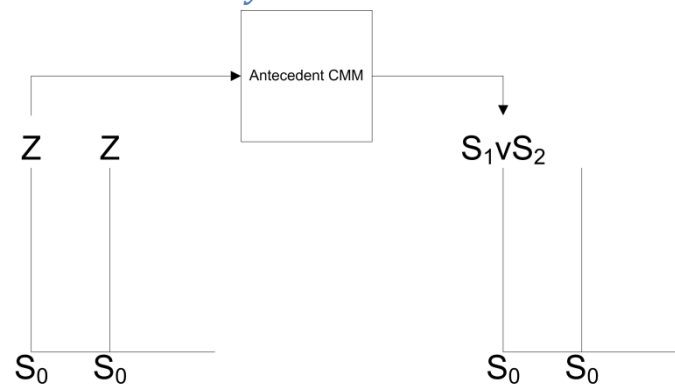 Antecedent CMM
Z Z S₁vS₂
S₀ S₀ S₀ S₀